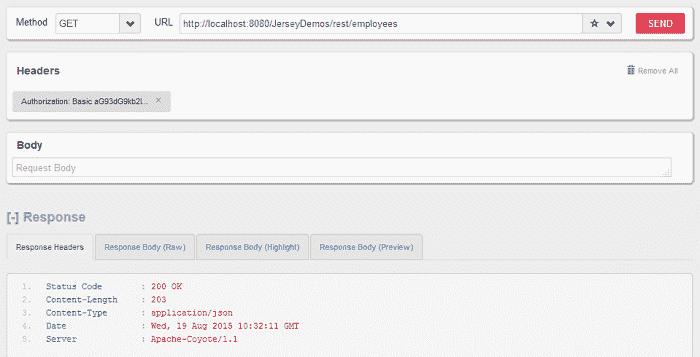 Method GET URL http://localhost:8080/JerseyDemos/rest/employees SEND
Headers Remove All
Authorization: Basic aG93dG9kb2l... ×
Body
Request Body
[-] Response
Response Headers Response Body (Raw) Response Body (Highlight) Response Body (Preview)
1. Status Code : 200 OK
2. Content-Length : 203
3. Content-Type : application/json
4. Date : Wed, 19 Aug 2015 10:32:11 GMT
5. Server : Apache-Coyote/1.1